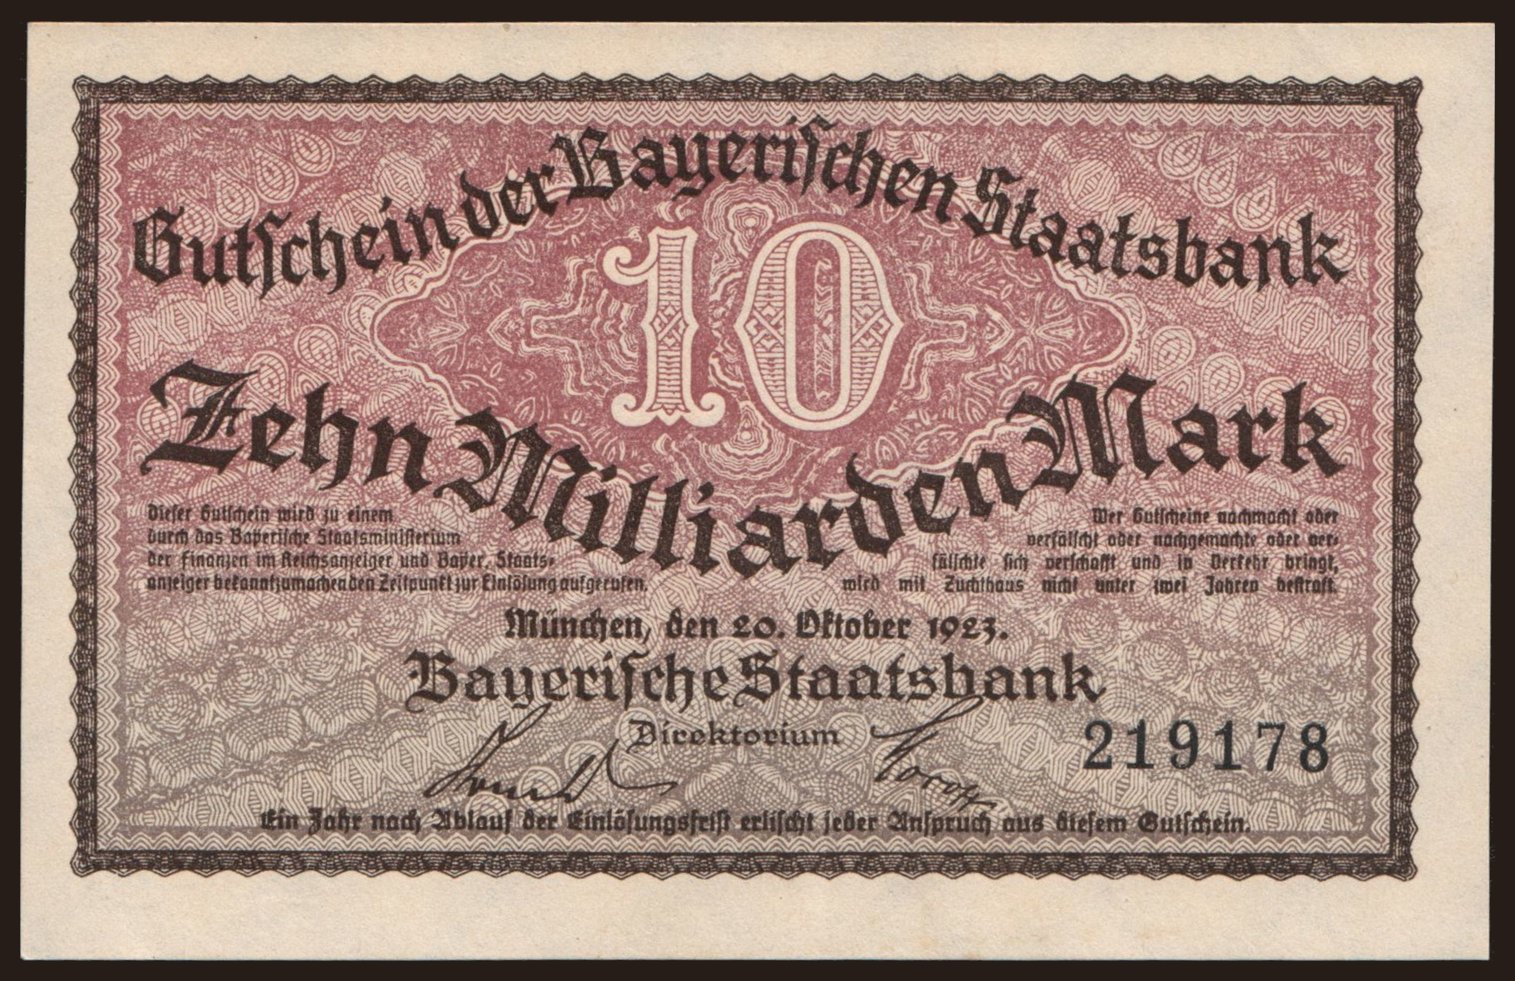 Gutschein der Bayerischen Staatsbank
10
Zehn Milliarden Mark
Dieser Gutschein wird zu einem
durch das Bayerische Staatsministerium
der Finanzen im Reichsanzeiger und Bayer. Staats-
anzeiger bekanntzumachenden Zeitpunkt zur Einlösung aufgerufen.
Wer Gutscheine nachmacht oder
verfälscht oder nachgemachte oder ver-
fälschte sich verschafft und in Verkehr bringt,
wird mit Zuchthaus nicht unter zwei Jahren bestraft.
München, den 20. Oktober 1923.
Bayerische Staatsbank
Direktorium
219178
Ein Jahr nach Ablauf der Einlösungsfrist erlischt jeder Anspruch aus diesem Gutschein.